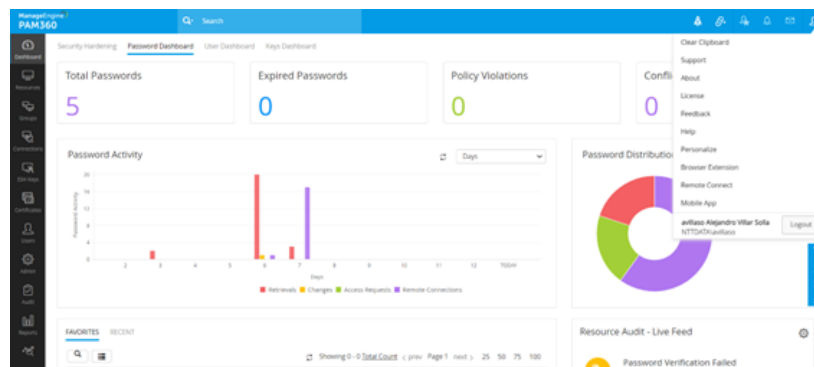 ManageEngine
PAM360
Search
Dashboard
Resources
Groups
Connections
SSH Keys
Certificates
Users
Admin
Audit
Reports
Security Hardening Password Dashboard User Dashboard Keys Dashboard
Total Passwords
5
Expired Passwords
0
Policy Violations
0
Confli
0
Clear Clipboard
Support
About
License
Feedback
Help
Personalize
Browser Extension
Remote Connect
Mobile App
avillaso Alejandro Villar Solla
NTTDATA\avillaso
Logout
Password Activity
Days
Password Activity
20
16
12
8
4
0
2 3 4 5 6 7 8 9 10 11 12 TODAY
Days
Retrievals Changes Access Requests Remote Connections
Password Distribution
FAVORITES RECENT
Showing 0 - 0 Total Count < prev Page 1 next > 25 50 75 100
Resource Audit - Live Feed
Password Verification Failed